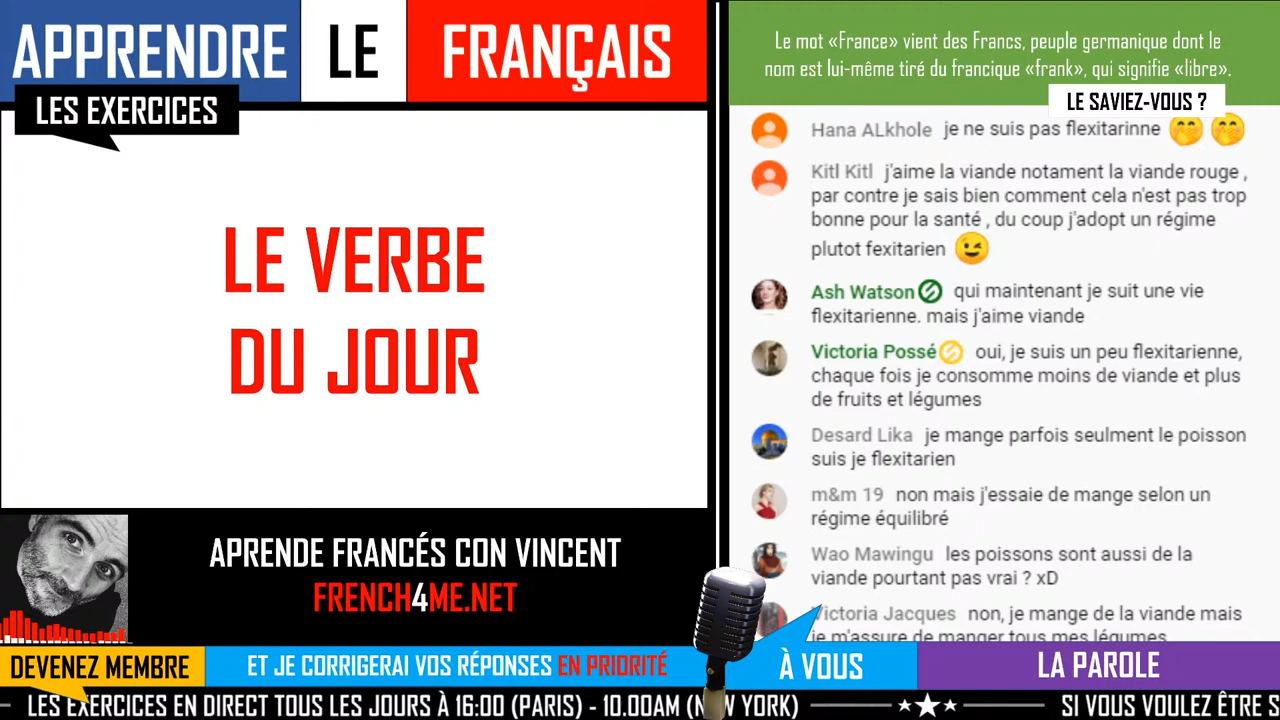 APPRENDRE LE FRANÇAIS
LES EXERCICES
LE VERBE
DU JOUR
APRENDE FRANCÉS CON VINCENT
FRENCH4ME.NET
Le mot «France» vient des Francs, peuple germanique dont le
nom est lui-même tiré du francique «frank», qui signifie «libre».
LE SAVIEZ-VOUS ?
Hana ALkhole je ne suis pas flexitarinne
Kitl Kitl j'aime la viande notament la viande rouge ,
par contre je sais bien comment cela n'est pas trop
bonne pour la santé , du coup j'adopt un régime
plutot fexitarien
Ash Watson qui maintenant je suit une vie
flexitarienne. mais j'aime viande
Victoria Possé oui, je suis un peu flexitarienne,
chaque fois je consomme moins de viande et plus
de fruits et légumes
Desard Lika je mange parfois seulment le poisson
suis je flexitarien
m&m 19 non mais j'essaie de mange selon un
régime équilibré
Wao Mawingu les poissons sont aussi de la
viande pourtant pas vrai ? xD
Victoria Jacques non, je mange de la viande mais
je m'assure de manger tous mes légumes
DEVENEZ MEMBRE
ET JE CORRIGERAI VOS RÉPONSES EN PRIORITÉ
À VOUS
LA PAROLE
LES EXERCICES EN DIRECT TOUS LES JOURS À 16:00 (PARIS) - 10.00AM (NEW YORK) SI VOUS VOULEZ ÊTRE S